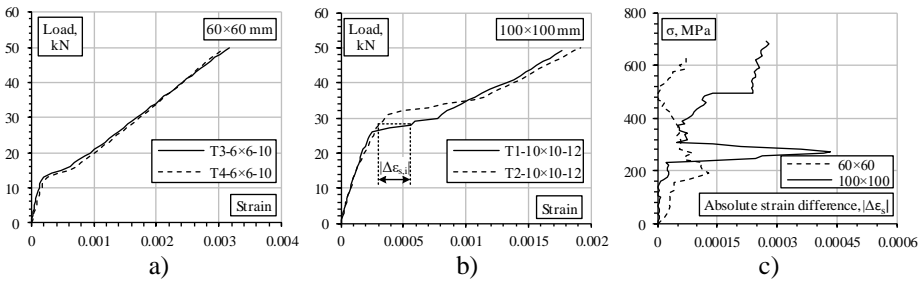 60
50
40
30
20
10
0
Load,
kN
60×60 mm
T3-6×6-10
T4-6×6-10
Strain
0
0.001
0.002
0.003
0.004
a)
60
50
40
30
20
10
0
Load,
kN
100×100 mm
|Δεs,i|
T1-10×10-12
T2-10×10-12
Strain
0
0.0005
0.001
0.0015
0.002
b)
800
600
400
200
0
σ, MPa
60×60
100×100
Absolute strain difference, |Δεs|
0
0.00015
0.0003
0.00045
0.0006
c)